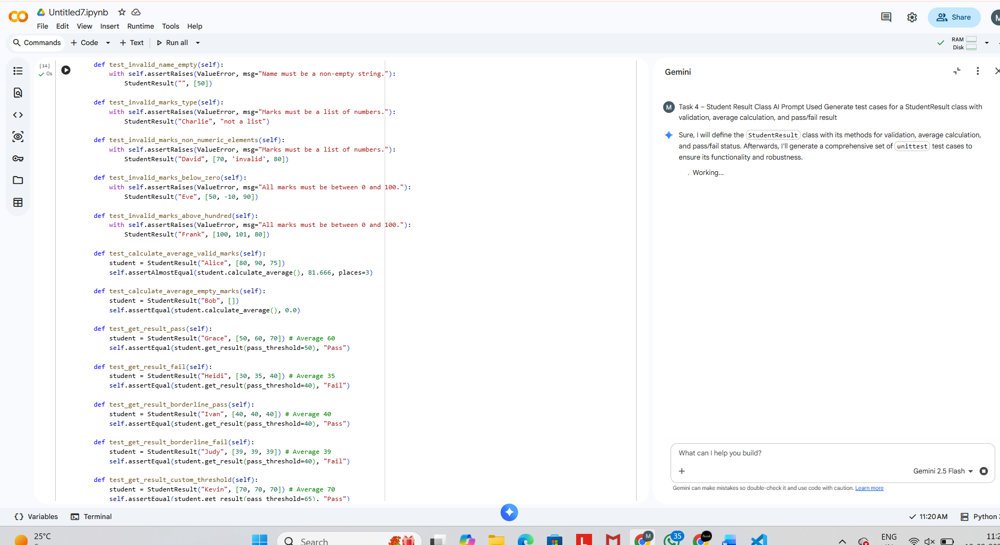 Untitled7.ipynb
File Edit View Insert Runtime Tools Help
Share
M
Commands + Code + Text Run all
RAM
Disk
[14]
0s
def test_invalid_name_empty(self):
with self.assertRaises(ValueError, msg="Name must be a non-empty string."):
StudentResult("", [50])
def test_invalid_marks_type(self):
with self.assertRaises(ValueError, msg="Marks must be a list of numbers."):
StudentResult("Charlie", "not a list")
def test_invalid_marks_non_numeric_elements(self):
with self.assertRaises(ValueError, msg="Marks must be a list of numbers."):
StudentResult("David", [70, 'invalid', 80])
def test_invalid_marks_below_zero(self):
with self.assertRaises(ValueError, msg="All marks must be between 0 and 100."):
StudentResult("Eve", [50, -10, 90])
def test_invalid_marks_above_hundred(self):
with self.assertRaises(ValueError, msg="All marks must be between 0 and 100."):
StudentResult("Frank", [100, 101, 80])
def test_calculate_average_valid_marks(self):
student = StudentResult("Alice", [80, 90, 75])
self.assertAlmostEqual(student.calculate_average(), 81.666, places=3)
def test_calculate_average_empty_marks(self):
student = StudentResult("Bob", [])
self.assertEqual(student.calculate_average(), 0.0)
def test_get_result_pass(self):
student = StudentResult("Grace", [50, 60, 70]) # Average 60
self.assertEqual(student.get_result(pass_threshold=50), "Pass")
def test_get_result_fail(self):
student = StudentResult("Heidi", [30, 35, 40]) # Average 35
self.assertEqual(student.get_result(pass_threshold=40), "Fail")
def test_get_result_borderline_pass(self):
student = StudentResult("Ivan", [40, 40, 40]) # Average 40
self.assertEqual(student.get_result(pass_threshold=40), "Pass")
def test_get_result_borderline_fail(self):
student = StudentResult("Judy", [39, 39, 39]) # Average 39
self.assertEqual(student.get_result(pass_threshold=40), "Fail")
def test_get_result_custom_threshold(self):
student = StudentResult("Kevin", [70, 70, 70]) # Average 70
self.assertEqual(student.get_result(pass_threshold=65), "Pass")
Gemini
M
Task 4 – Student Result Class AI Prompt Used Generate test cases for a StudentResult class with
validation, average calculation, and pass/fail result
Sure, I will define the StudentResult class with its methods for validation, average calculation,
and pass/fail status. Afterwards, I'll generate a comprehensive set of unittest test cases to
ensure its functionality and robustness.
Working...
What can I help you build?
+ Gemini 2.5 Flash
Gemini can make mistakes so double-check it and use code with caution. Learn more
Variables Terminal
11:20 AM Python
25°C
Search
M
35
ENG